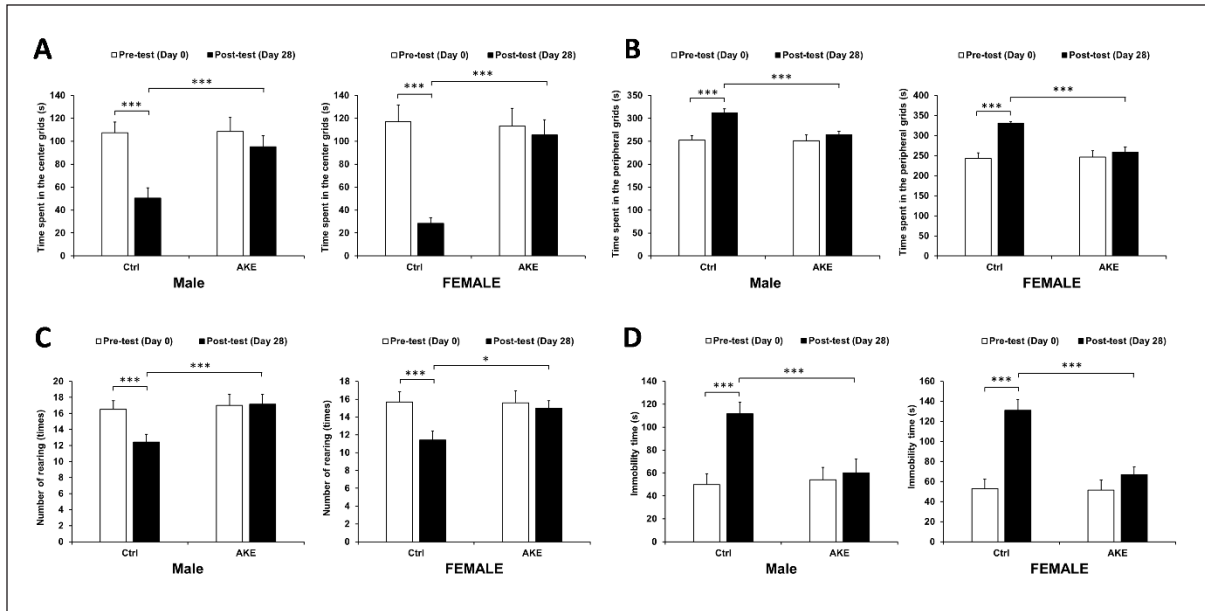 A
Pre-test (Day 0) Post-test (Day 28)
***
***
Time spent in the center grids (s)
140
120
100
80
60
40
20
0
Ctrl AKE
Male
Pre-test (Day 0) Post-test (Day 28)
***
***
Time spent in the center grids (s)
140
120
100
80
60
40
20
0
Ctrl AKE
FEMALE
B
Pre-test (Day 0) Post-test (Day 28)
***
***
Time spent in the peripheral grids (s)
350
300
250
200
150
100
50
0
Ctrl AKE
Male
Pre-test (Day 0) Post-test (Day 28)
***
***
Time spent in the peripheral grids (s)
400
350
300
250
200
150
100
50
0
Ctrl AKE
FEMALE
C
Pre-test (Day 0) Post-test (Day 28)
***
***
Number of rearing (times)
20
18
16
14
12
10
8
6
4
2
0
Ctrl AKE
Male
Pre-test (Day 0) Post-test (Day 28)
*
***
Number of rearing (times)
18
16
14
12
10
8
6
4
2
0
Ctrl AKE
FEMALE
D
Pre-test (Day 0) Post-test (Day 28)
***
***
Immobility time (s)
140
120
100
80
60
40
20
0
Ctrl AKE
Male
Pre-test (Day 0) Post-test (Day 28)
***
***
Immobility time (s)
160
140
120
100
80
60
40
20
0
Ctrl AKE
FEMALE